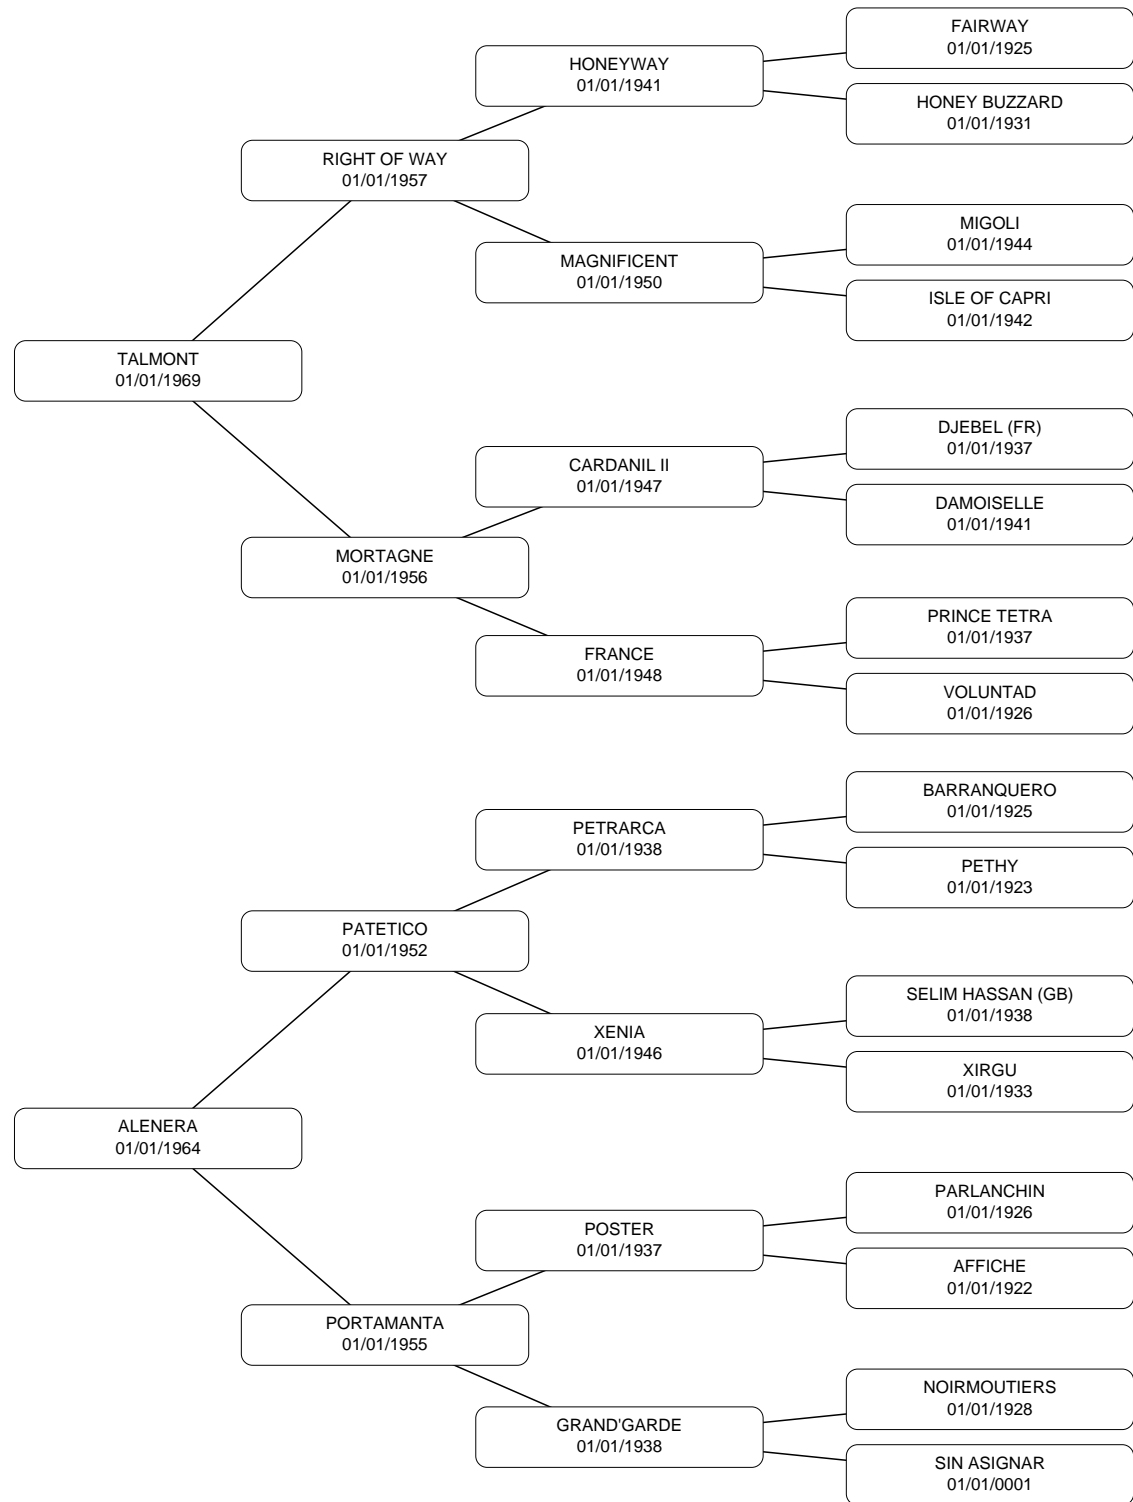 FAIRWAY
01/01/1925
HONEYWAY
01/01/1941
HONEY BUZZARD
01/01/1931
RIGHT OF WAY
01/01/1957
MIGOLI
01/01/1944
MAGNIFICENT
01/01/1950
ISLE OF CAPRI
01/01/1942
TALMONT
01/01/1969
DJEBEL (FR)
01/01/1937
CARDANIL II
01/01/1947
DAMOISELLE
01/01/1941
MORTAGNE
01/01/1956
PRINCE TETRA
01/01/1937
FRANCE
01/01/1948
VOLUNTAD
01/01/1926
BARRANQUERO
01/01/1925
PETRARCA
01/01/1938
PETHY
01/01/1923
PATETICO
01/01/1952
SELIM HASSAN (GB)
01/01/1938
XENIA
01/01/1946
XIRGU
01/01/1933
ALENERA
01/01/1964
PARLANCHIN
01/01/1926
POSTER
01/01/1937
AFFICHE
01/01/1922
PORTAMANTA
01/01/1955
NOIRMOUTIERS
01/01/1928
GRAND'GARDE
01/01/1938
SIN ASIGNAR
01/01/0001